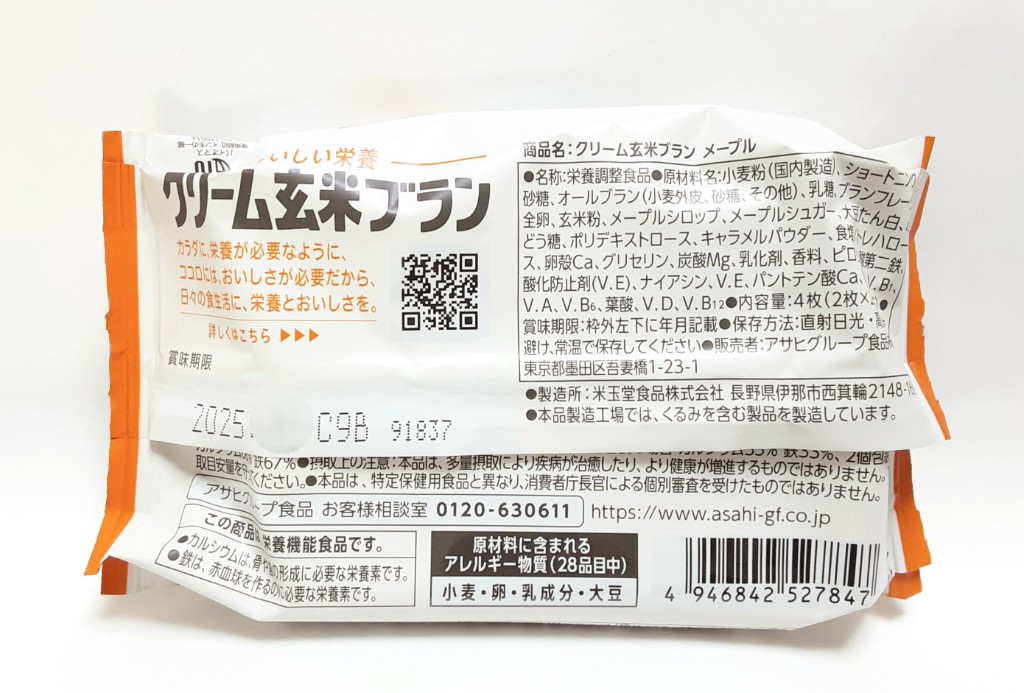 いしい栄養
クリーム玄米ブラン
カラダに、栄養が必要なように、
ココロには、おいしさが必要だから、
日々の食生活に、栄養とおいしさを。
詳しくはこちら ▶▶▶
賞味期限
2025. C9B 91837
商品名:クリーム玄米ブラン メープル
●名称:栄養調整食品●原材料名:小麦粉(国内製造)、ショートニング
砂糖、オールブラン(小麦外皮、砂糖、その他)、乳糖、ブランフレー
全卵、玄米粉、メープルシロップ、メープルシュガー、たん白、
どう糖、ポリデキストロース、キャラメルパウダー、食塩 トレハロー
ス、卵殻Ca、グリセリン、炭酸Mg、乳化剤、香料、ピロ 酸第二鉄、
酸化防止剤(V.E)、ナイアシン、V.E、パントテン酸Ca、V.B1、
V.A、V.B6、葉酸、V.D、V.B12●内容量:4枚(2枚×
賞味期限:枠外左下に年月記載●保存方法:直射日光・
避け、常温で保存してください●販売者:アサヒグループ食品
東京都墨田区吾妻橋1-23-1
●製造所:米玉堂食品株式会社 長野県伊那市西箕輪2148-
●本品製造工場では、くるみを含む製品を製造しています。
鉄67%●摂取上の注意:本品は、多量摂取により疾病が治癒したり、より健康が増進するものではありません。
取目安量を守ってください。●本品は、特定保健用食品と異なり、消費者庁長官による個別審査を受けたものではありません。
アサヒグループ食品 お客様相談室 0120-630611 https://www.asahi-gf.co.jp
この商品は、栄養機能食品です。
●カルシウムは、骨や歯の形成に必要な栄養素です。
●鉄は、赤血球を作るのに必要な栄養素です。
原材料に含まれる
アレルギー物質(28品目中)
小麦・卵・乳成分・大豆
4 946842 527847